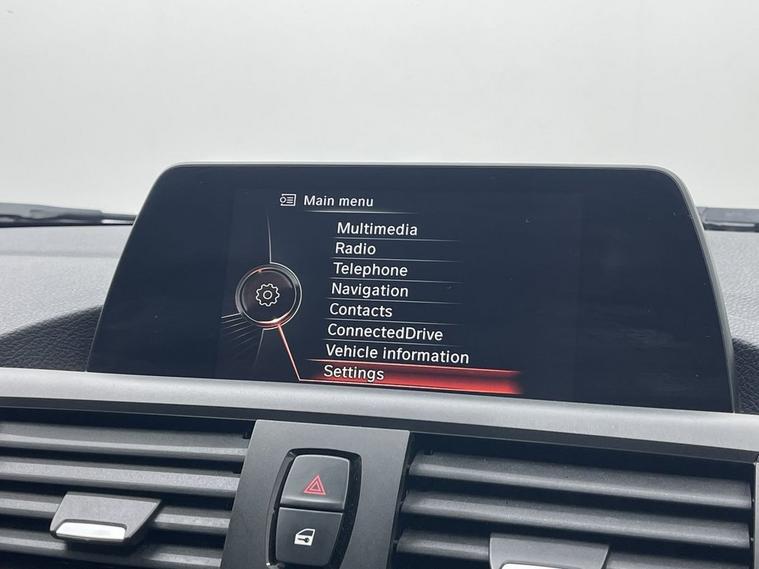 Main menu
Multimedia
Radio
Telephone
Navigation
Contacts
ConnectedDrive
Vehicle information
Settings